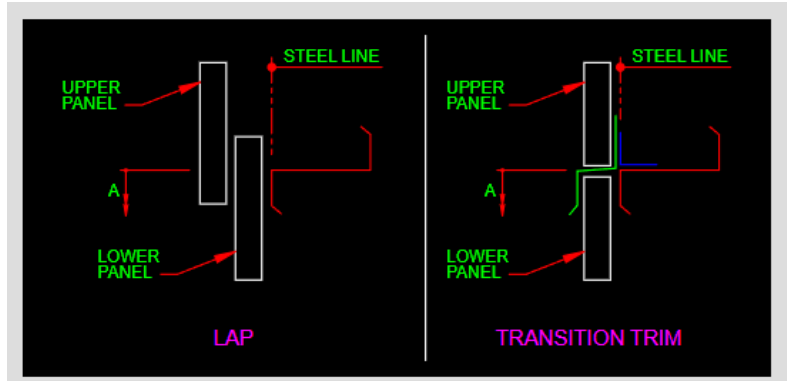 STEEL LINE
UPPER
PANEL
A
LOWER
PANEL
LAP
STEEL LINE
UPPER
PANEL
A
LOWER
PANEL
TRANSITION TRIM